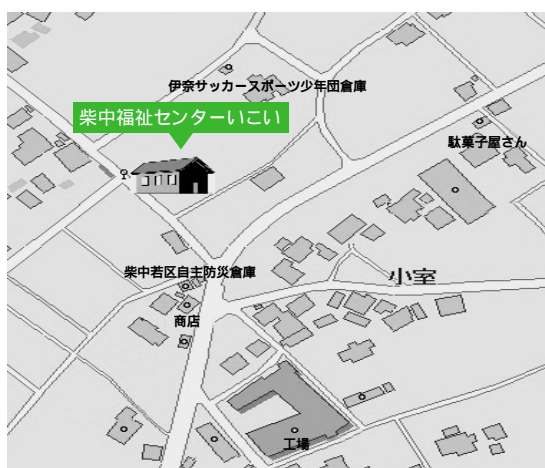 伊奈サッカースポーツ少年団倉庫
柴中福祉センターいこい
駄菓子屋さん
柴中若区自主防災倉庫
小室
商店
工場